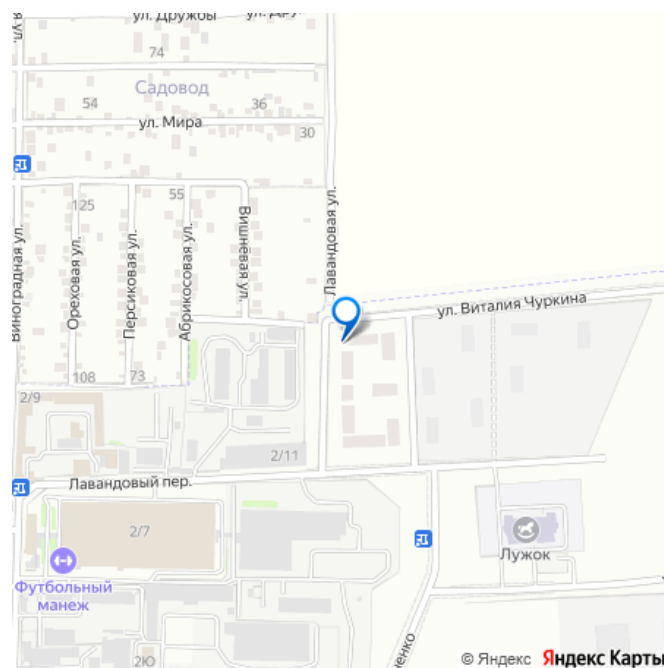 ул. Дружбы
74
Садовод
54
36
ул. Мира
30
125
55
Виноградная ул.
Ореховая ул.
Персиковая ул.
Абрикосовая ул.
Вишнёвая ул.
Лавандовая ул.
ул. Виталия Чуркина
108
73
2/9
2/11
Лавандовый пер.
2/7
Лужок
Футбольный
манеж
2Ю
© Яндекс Яндекс Карты